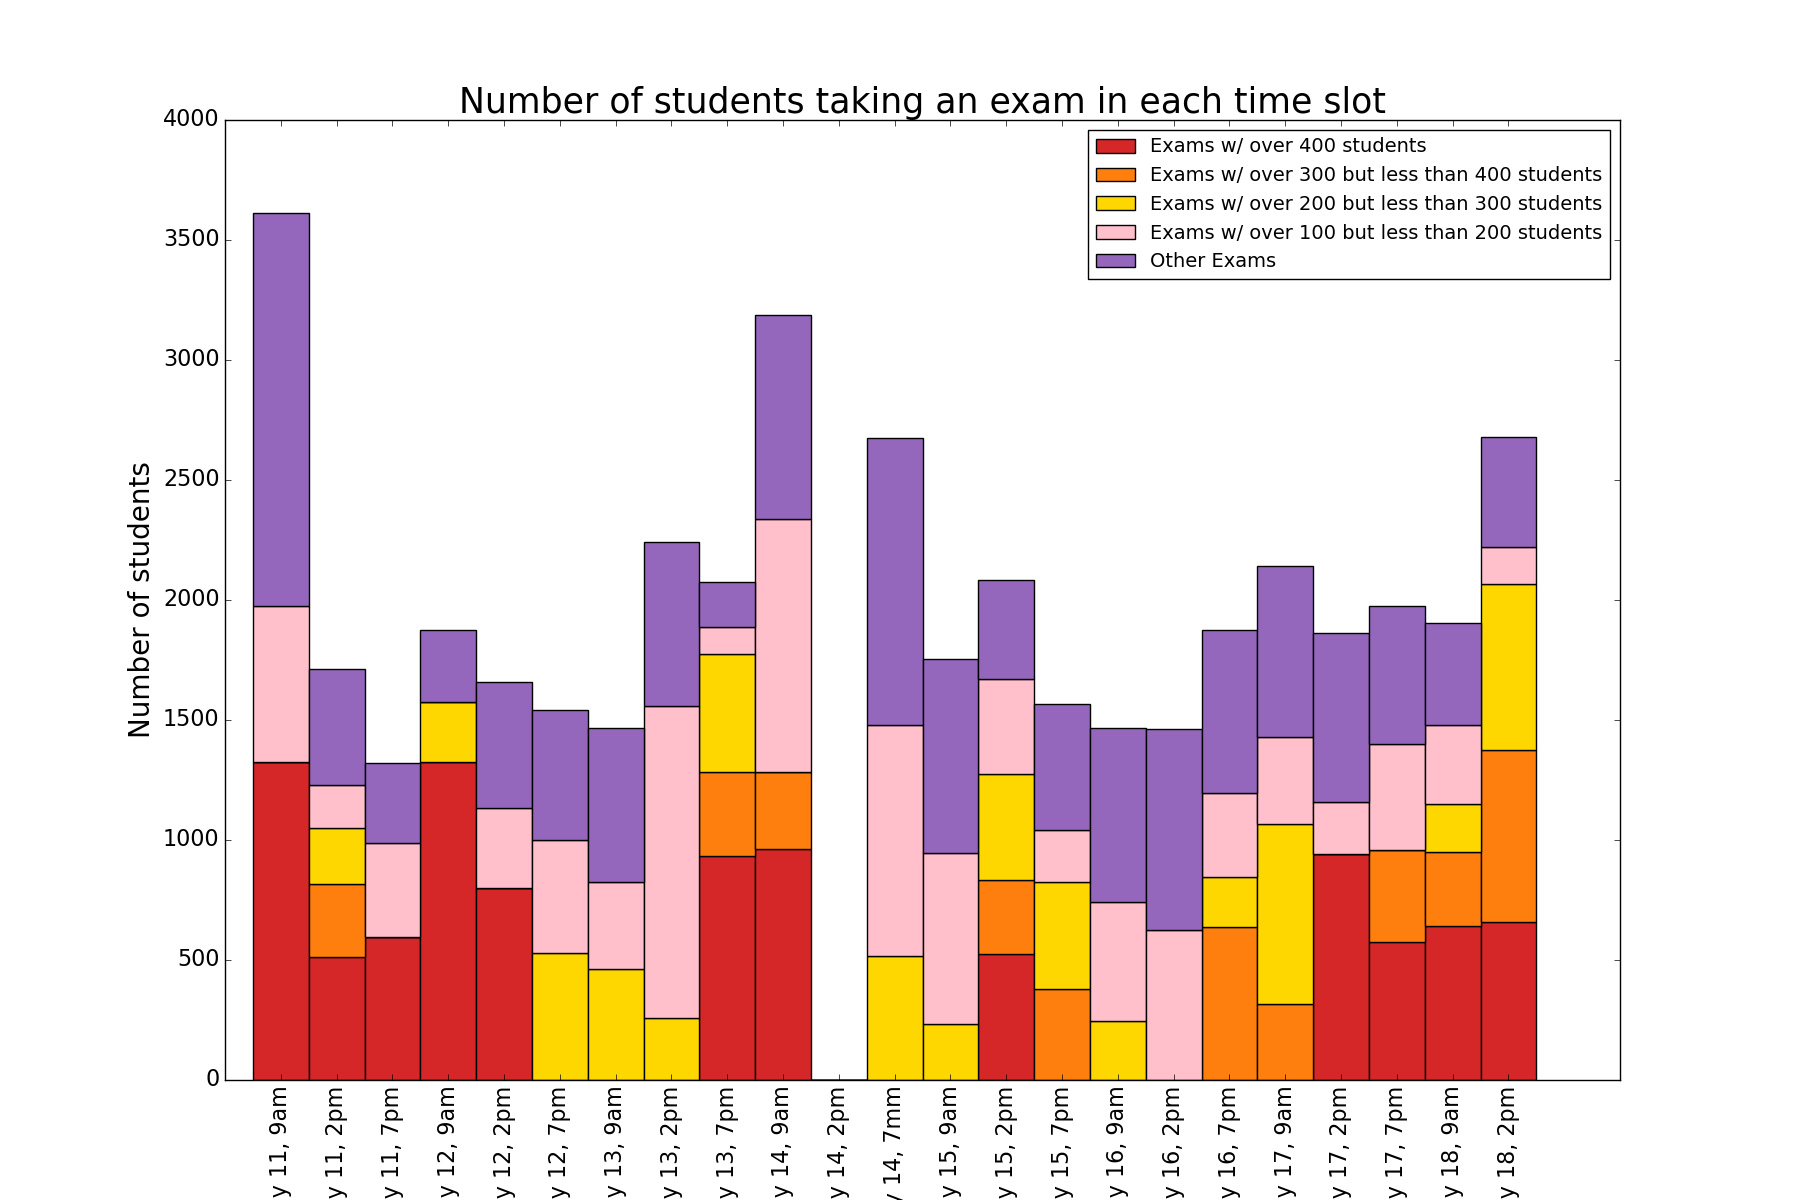 Number of students taking an exam in each time slot
Exams w/ over 400 students
Exams w/ over 300 but less than 400 students
Exams w/ over 200 but less than 300 students
Exams w/ over 100 but less than 200 students
Other Exams
Number of students
4000
3500
3000
2500
2000
1500
1000
500
0
y 11, 9am
y 11, 2pm
y 11, 7pm
y 12, 9am
y 12, 2pm
y 12, 7pm
y 13, 9am
y 13, 2pm
y 13, 7pm
y 14, 9am
y 14, 2pm
y 14, 7mm
y 15, 9am
y 15, 2pm
y 15, 7pm
y 16, 9am
y 16, 2pm
y 16, 7pm
y 17, 9am
y 17, 2pm
y 17, 7pm
y 18, 9am
y 18, 2pm